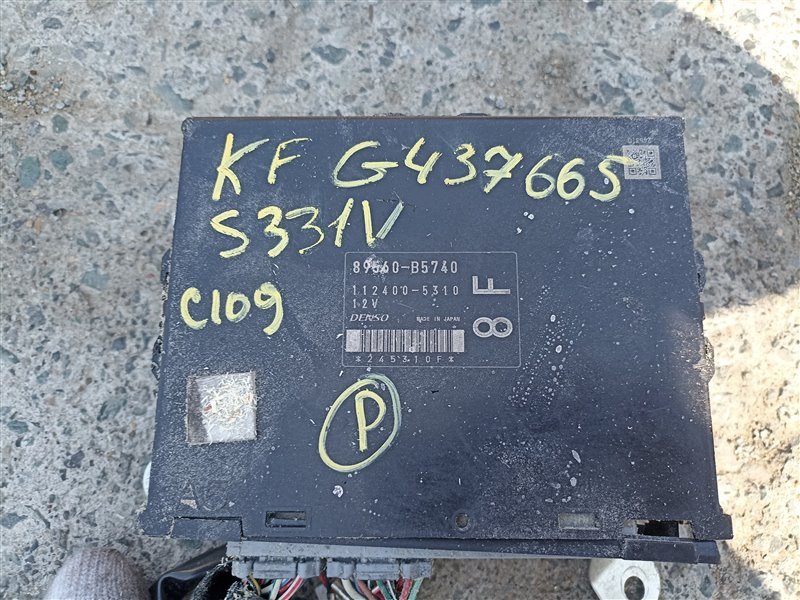 KF G437665
S331V
C109
89560-B5740
112400-5310
12V
DENSO MADE IN JAPAN
8F
*245310F*
P